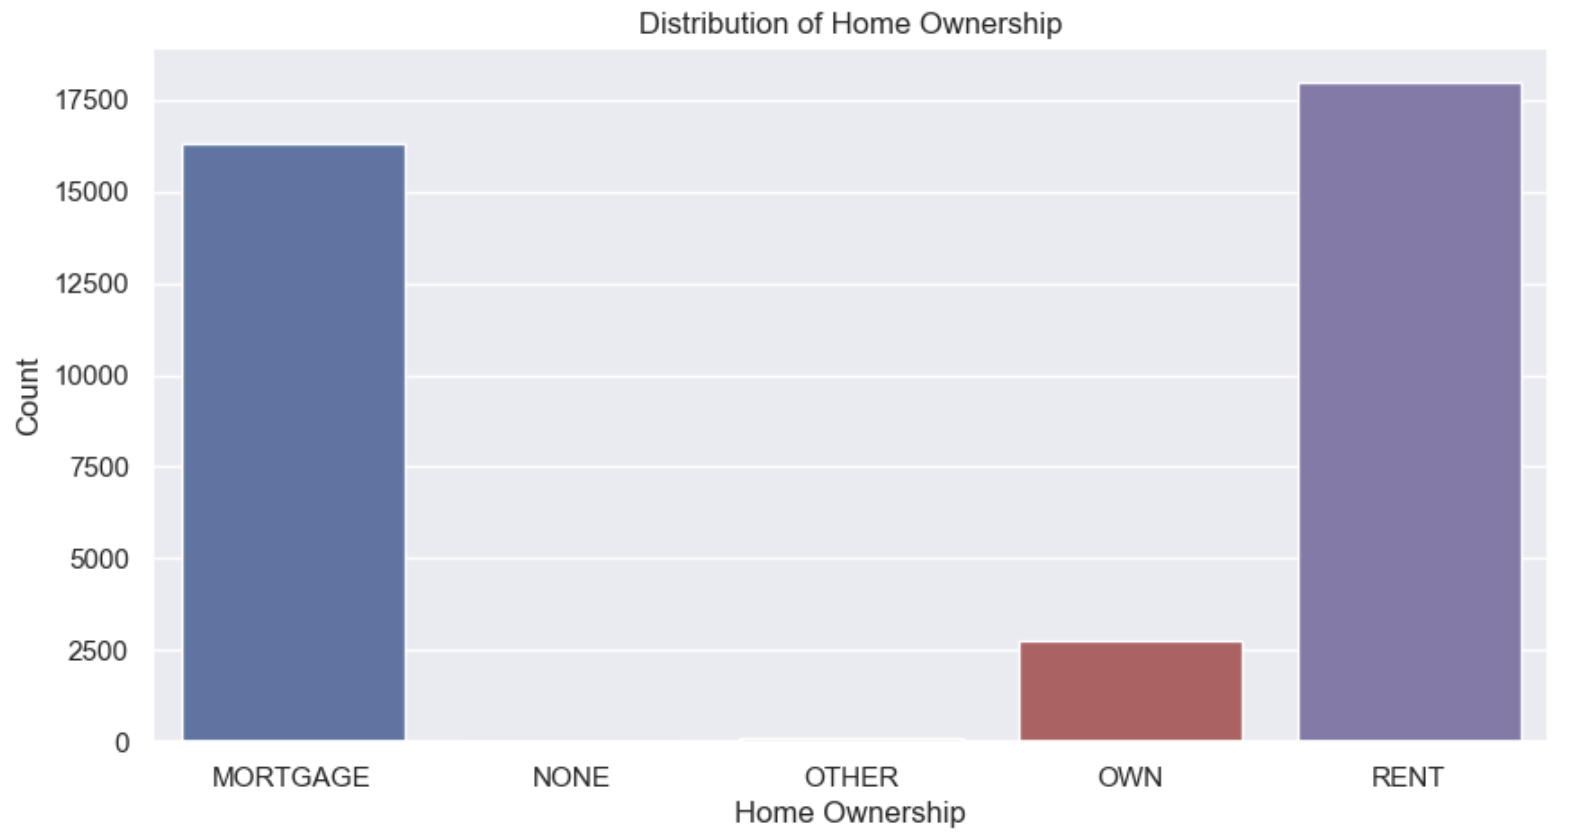 Distribution of Home Ownership
17500
15000
12500
10000
7500
5000
2500
0
Count
MORTGAGE NONE OTHER OWN RENT
Home Ownership